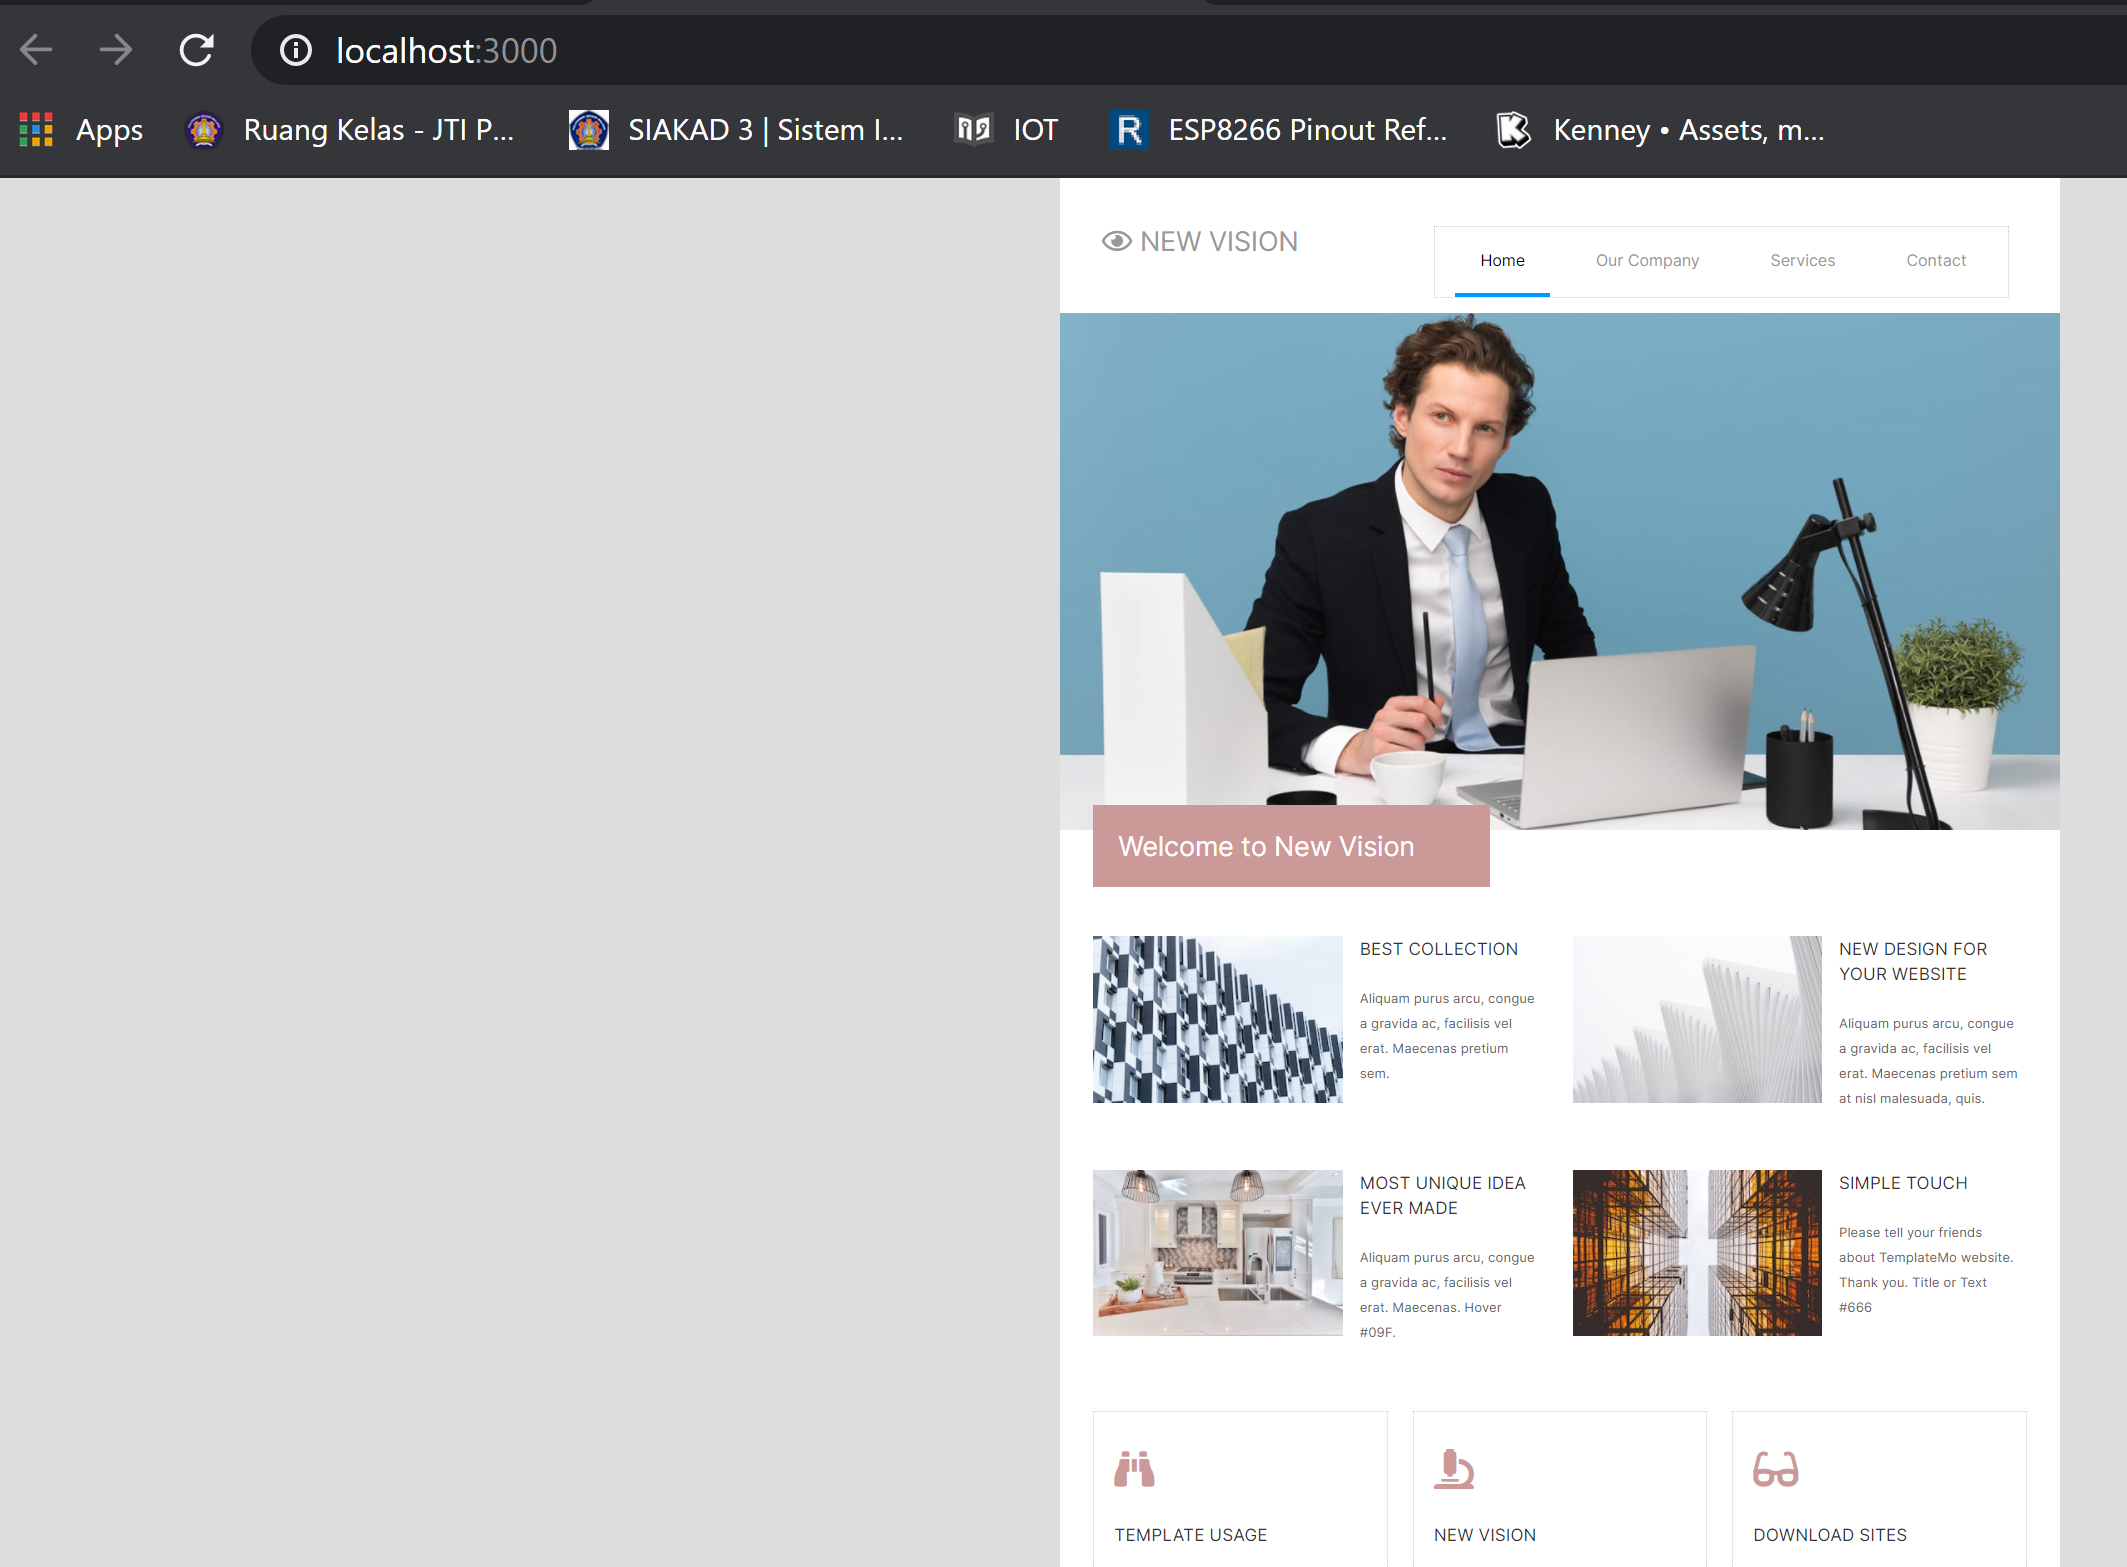 localhost:3000
Apps
Ruang Kelas - JTI P...
SIAKAD 3 | Sistem I...
IOT
R
ESP8266 Pinout Ref...
Kenney • Assets, m...
NEW VISION
Home
Our Company
Services
Contact
Welcome to New Vision
BEST COLLECTION
Aliquam purus arcu, congue
a gravida ac, facilisis vel
erat. Maecenas pretium
sem.
NEW DESIGN FOR
YOUR WEBSITE
Aliquam purus arcu, congue
a gravida ac, facilisis vel
erat. Maecenas pretium sem
at nisl malesuada, quis.
MOST UNIQUE IDEA
EVER MADE
Aliquam purus arcu, congue
a gravida ac, facilisis vel
erat. Maecenas. Hover
#09F.
SIMPLE TOUCH
Please tell your friends
about TemplateMo website.
Thank you. Title or Text
#666
TEMPLATE USAGE
NEW VISION
DOWNLOAD SITES